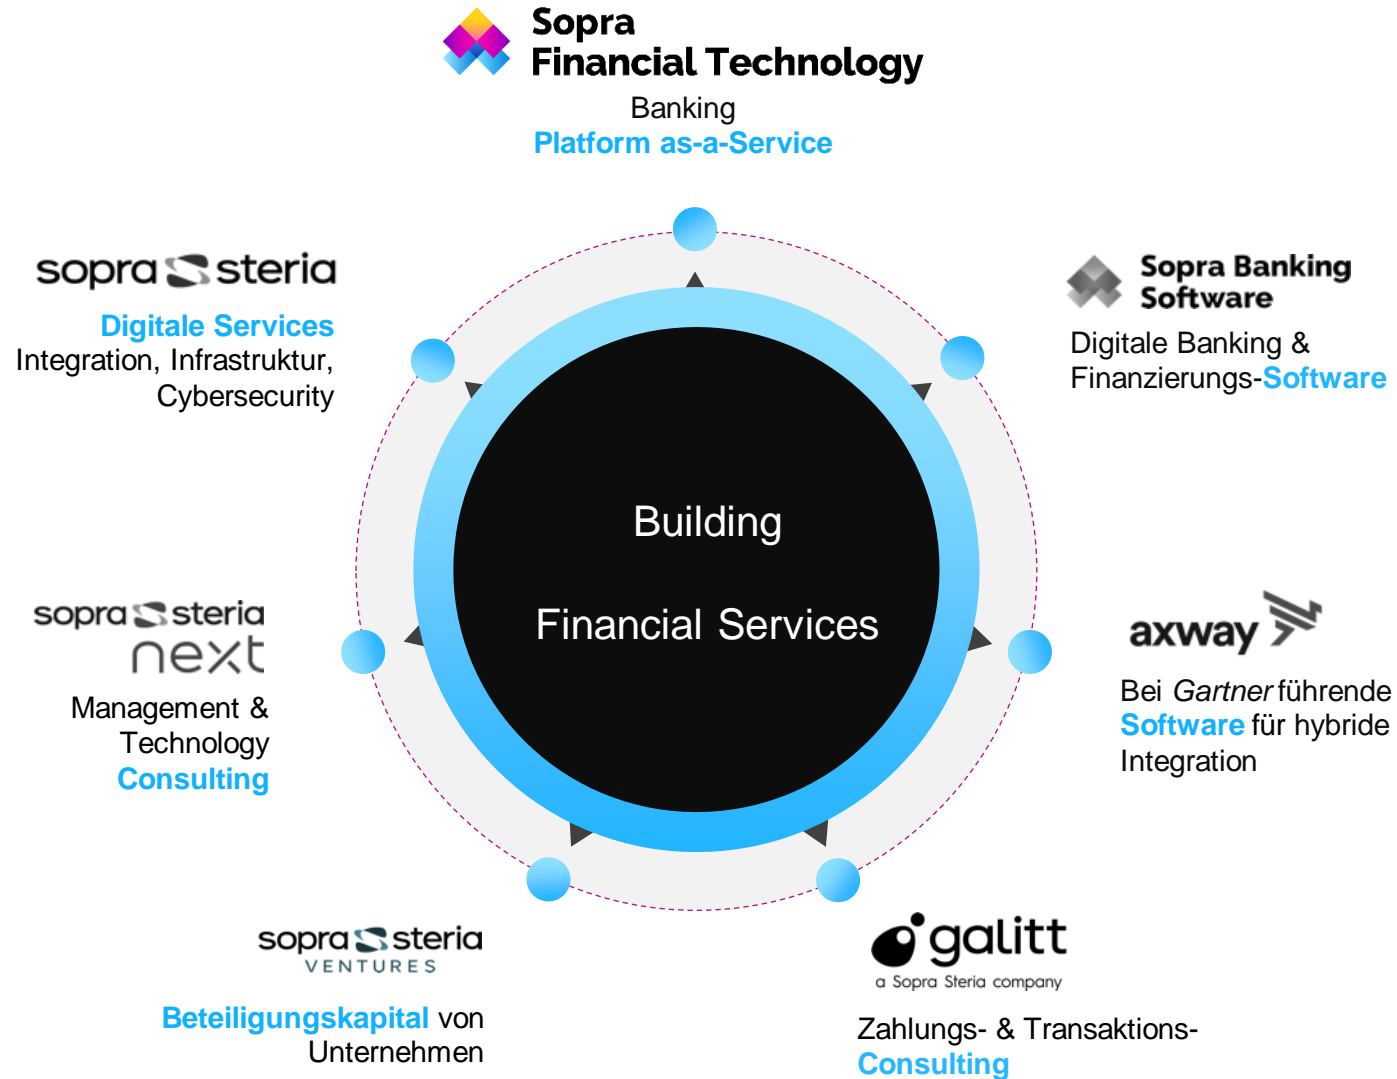 Sopra
Financial Technology
Banking
Platform as-a-Service
sopra steria
Digitale Services
Integration, Infrastruktur,
Cybersecurity
Sopra Banking
Software
Digitale Banking &
Finanzierungs-Software
Building
Financial Services
sopra steria
next
Management &
Technology
Consulting
axway
Bei Gartner führende
Software für hybride
Integration
sopra steria
VENTURES
Beteiligungskapital von
Unternehmen
galitt
a Sopra Steria company
Zahlungs- & Transaktions-
Consulting